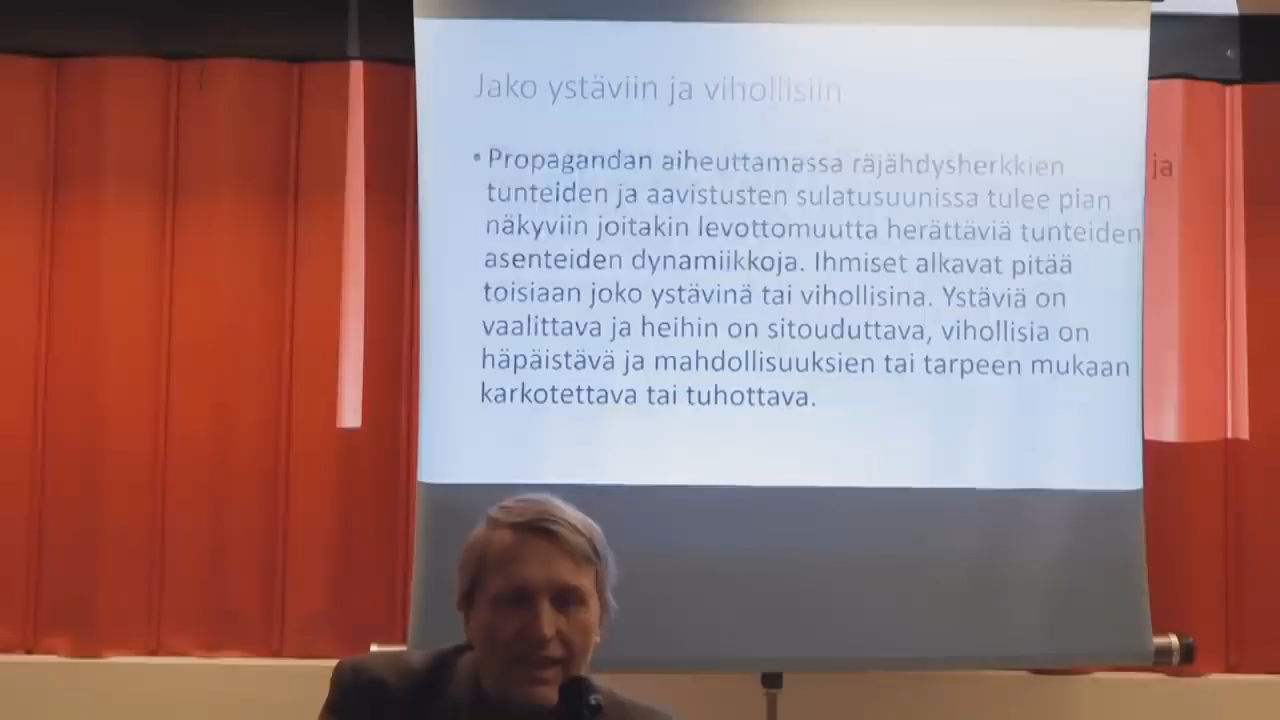 Jako ystäviin ja vihollisiin
• Propagandan aiheuttamassa räjähdysherkkien
tunteiden ja aavistusten sulatusuunissa tulee pian
näkyviin joitakin levottomuutta herättäviä tunteiden ja
asenteiden dynamiikkoja. Ihmiset alkavat pitää
toisiaan joko ystävinä tai vihollisina. Ystäviä on
vaalittava ja heihin on sitouduttava, vihollisia on
häpäistävä ja mahdollisuuksien tai tarpeen mukaan
karkotettava tai tuhottava.